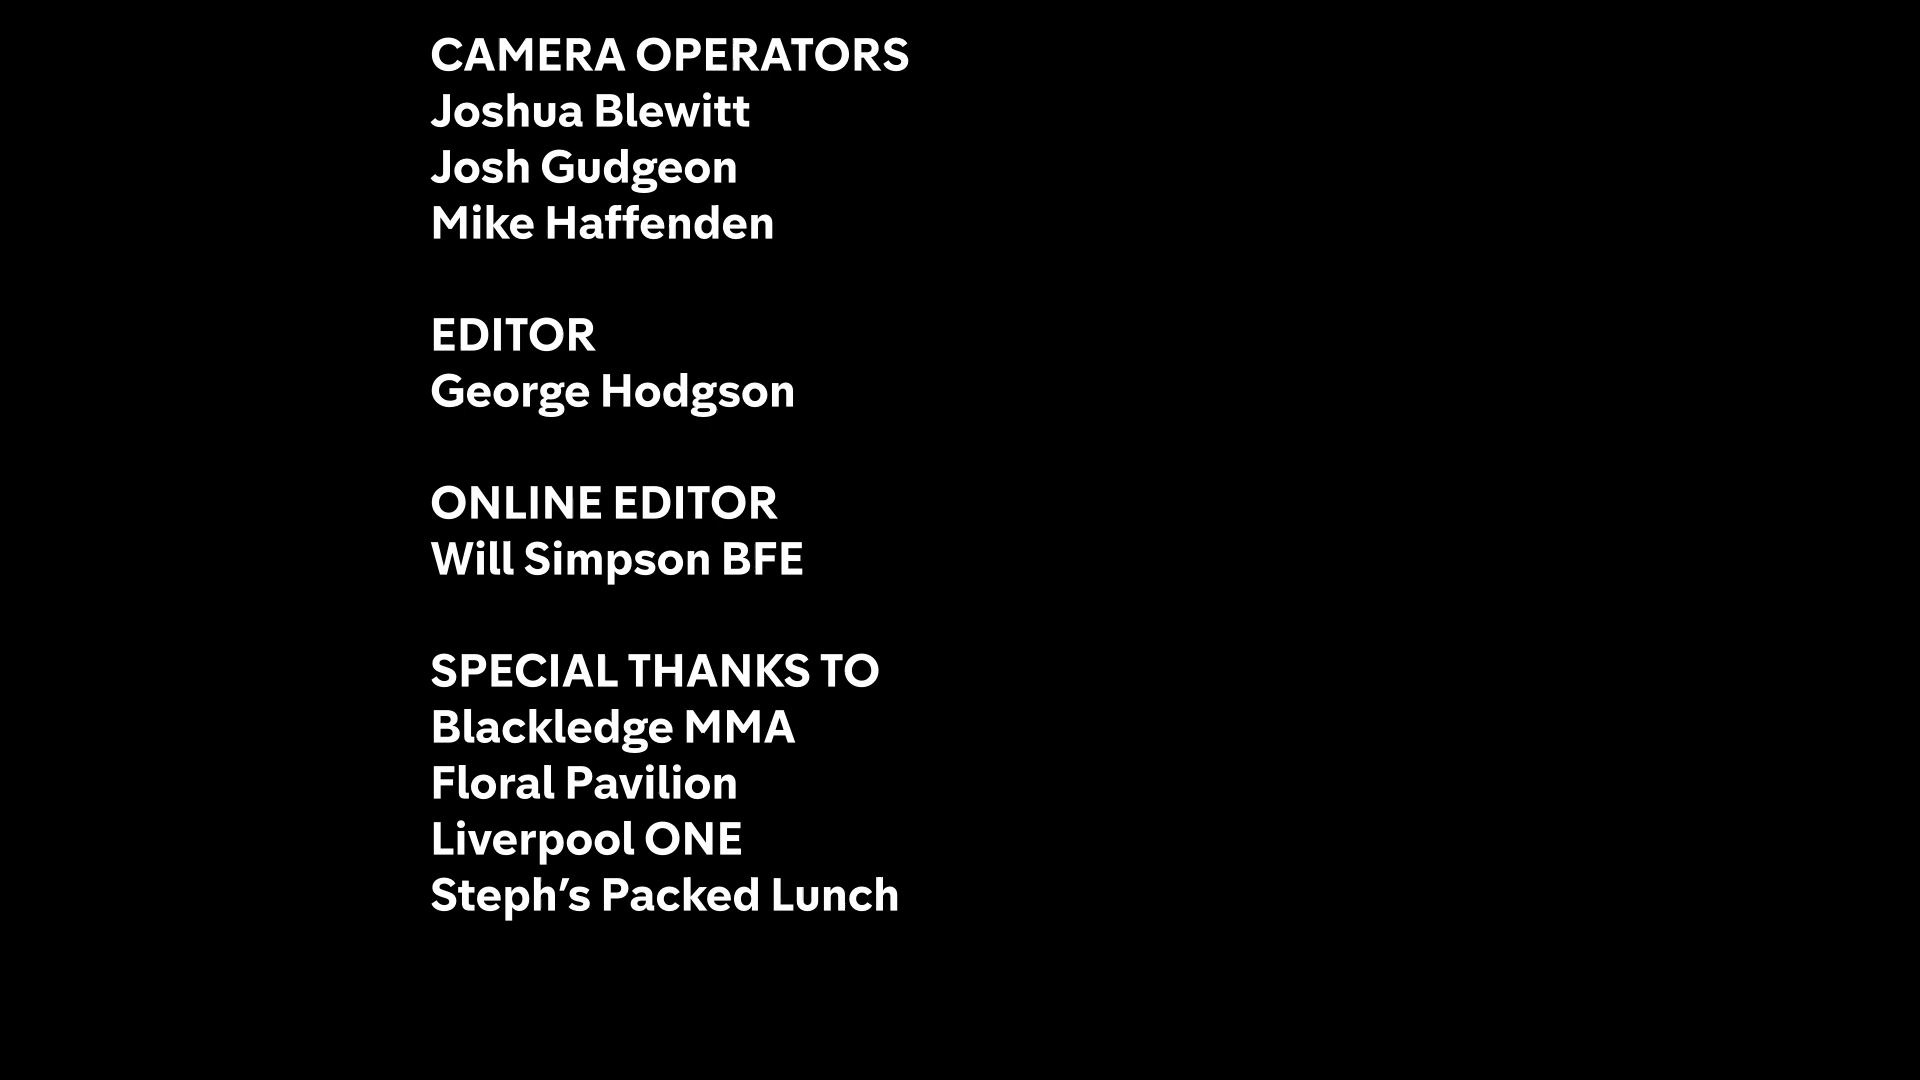 CAMERA OPERATORS
Joshua Blewitt
Josh Gudgeon
Mike Haffenden
EDITOR
George Hodgson
ONLINE EDITOR
Will Simpson BFE
SPECIAL THANKS TO
Blackledge MMA
Floral Pavilion
Liverpool ONE
Steph’s Packed Lunch